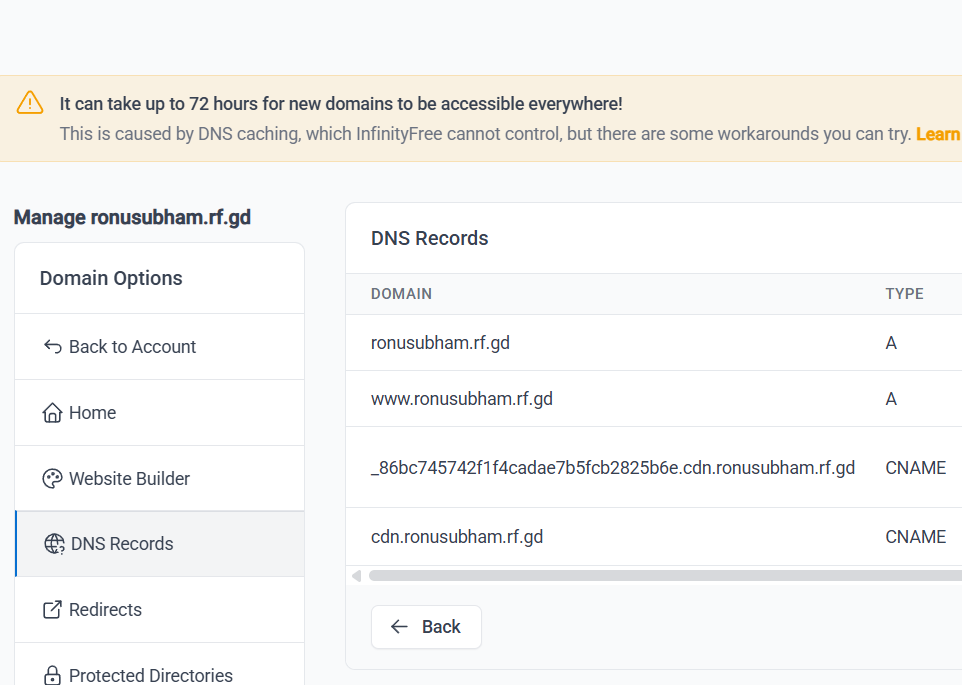 It can take up to 72 hours for new domains to be accessible everywhere!
This is caused by DNS caching, which InfinityFree cannot control, but there are some workarounds you can try. Learn
Manage ronusubham.rf.gd
Domain Options
Back to Account
Home
Website Builder
DNS Records
Redirects
Protected Directories
DNS Records
DOMAIN TYPE
ronusubham.rf.gd A
www.ronusubham.rf.gd A
_86bc745742f1f4cadae7b5fcb2825b6e.cdn.ronusubham.rf.gd CNAME
cdn.ronusubham.rf.gd CNAME
Back